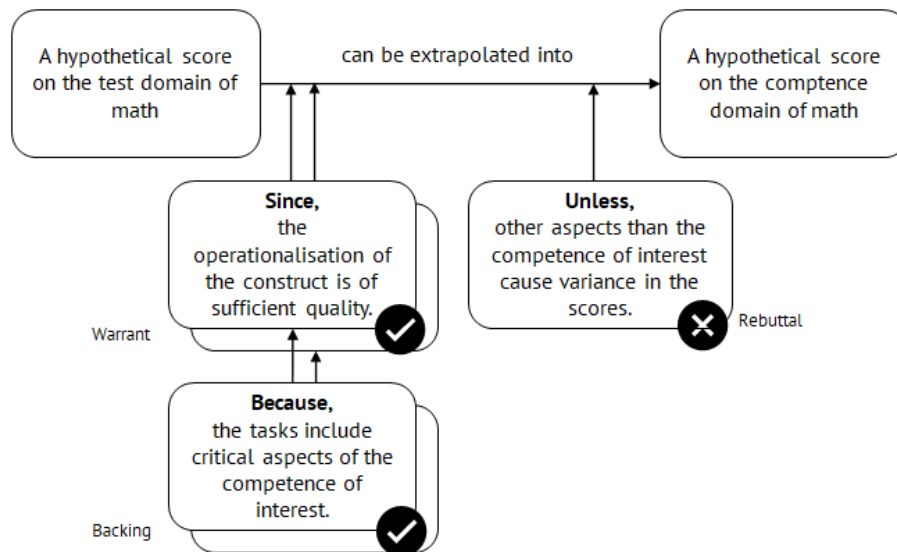 A hypothetical score
on the test domain of
math
can be extrapolated into
A hypothetical score
on the comptence
domain of math
Since,
the
operationalisation of
the construct is of
sufficient quality.
Warrant
Unless,
other aspects than the
competence of interest
cause variance in the
scores.
Rebuttal
Because,
the tasks include
critical aspects of the
competence of
interest.
Backing